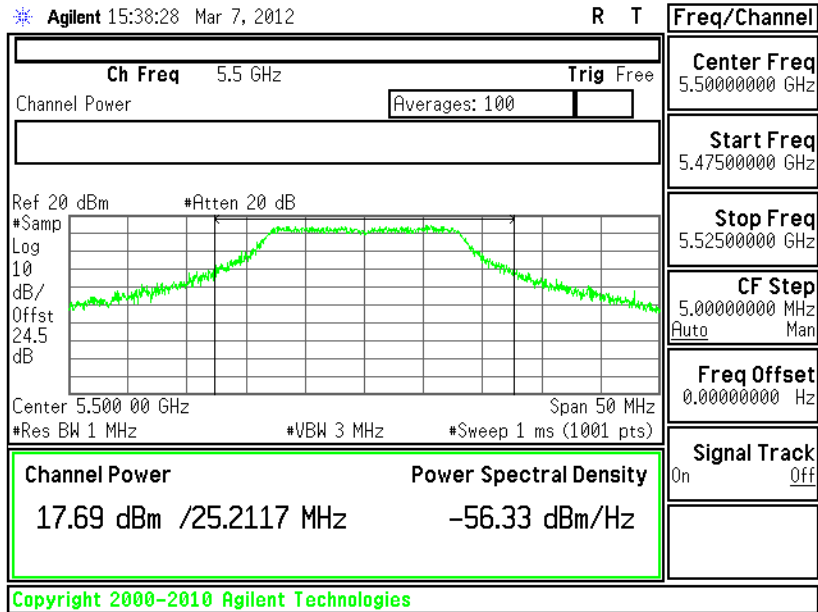 Agilent 15:38:28 Mar 7, 2012 R T
Ch Freq 5.5 GHz Trig Free
Channel Power Averages: 100
Ref 20 dBm #Atten 20 dB
#Samp
Log
10
dB/
Offst
24.5
dB
Center 5.500 00 GHz Span 50 MHz
#Res BW 1 MHz #VBW 3 MHz #Sweep 1 ms (1001 pts)
Channel Power Power Spectral Density
17.69 dBm /25.2117 MHz -56.33 dBm/Hz
Copyright 2000-2010 Agilent Technologies
Freq/Channel
Center Freq
5.50000000 GHz
Start Freq
5.47500000 GHz
Stop Freq
5.52500000 GHz
CF Step
5.00000000 MHz
Auto Man
Freq Offset
0.00000000 Hz
Signal Track
On Off